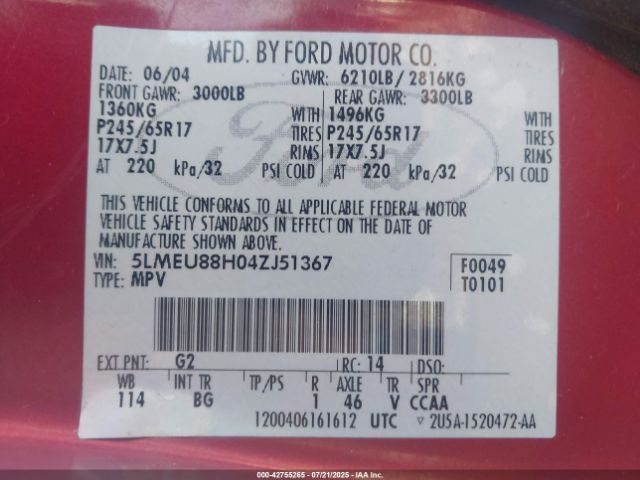 MFD. BY FORD MOTOR CO.
DATE: 06/04 GVWR: 6210LB/ 2816KG
FRONT GAWR: 3000LB REAR GAWR: 3300LB
1360KG WITH 1496KG WITH
P245/65R17 TIRES P245/65R17 TIRES
17X7.5J RIMS 17X7.5J RIMS
AT 220 kPa/32 PSI COLD AT 220 kPa/32 PSI COLD
Ford
THIS VEHICLE CONFORMS TO ALL APPLICABLE FEDERAL MOTOR
VEHICLE SAFETY STANDARDS IN EFFECT ON THE DATE OF
MANUFACTURE SHOWN ABOVE.
VIN: 5LMEU88H04ZJ51367 F0049
TYPE: MPV T0101
EXT PNT: G2 RC: 14 DSO:
WB INT TR TP/PS R AXLE TR SPR
114 BG 1 46 V CCAA
1200406161612 UTC 2U5A-1520472-AA
© 0000-42755265 - 07/21/2025 - IAA, Inc.